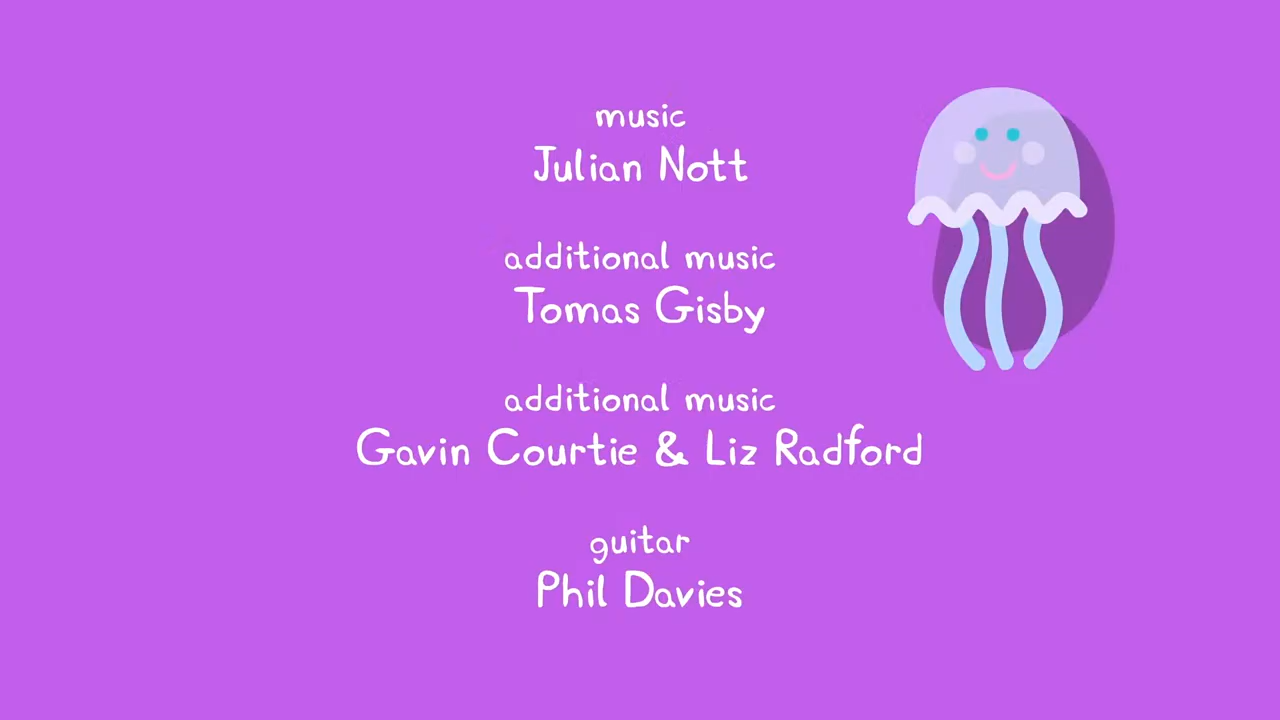 music
Julian Nott
additional music
Tomas Gisby
additional music
Gavin Courtie & Liz Radford
guitar
Phil Davies